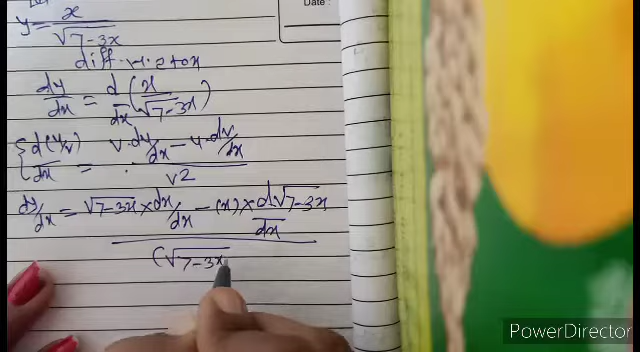 Date :
y = x/√7-3x
diff. w.r.to x
dy/dx = d/dx (x/√7-3x)
{d(u/v)/dx = v.du/dx - u.dv/dx / v2
dy/dx = √7-3x × dx/dx - (x) × d√7-3x/dx
(√7-3x
PowerDirector